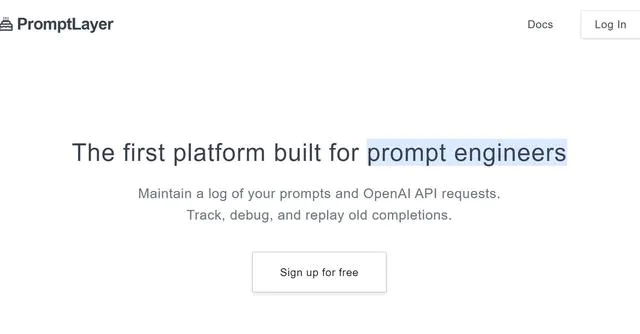 PromptLayer
Docs
Log In
The first platform built for prompt engineers
Maintain a log of your prompts and OpenAI API requests.
Track, debug, and replay old completions.
Sign up for free